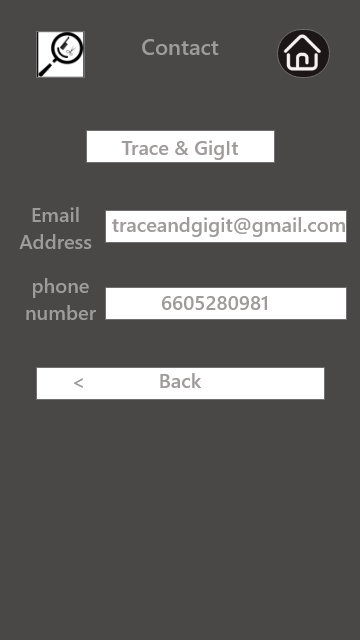 Contact
Trace & GigIt
Email
Address
traceandgigit@gmail.com
phone
number
6605280981
< Back